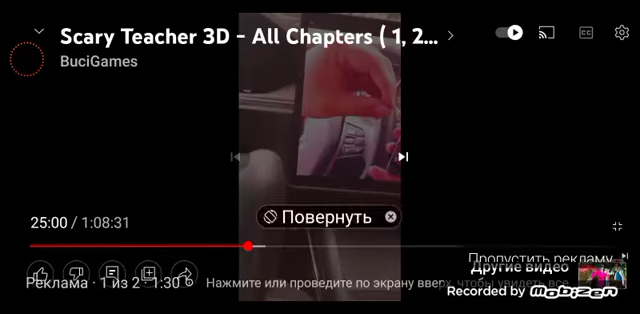 Scary Teacher 3D - All Chapters ( 1, 2...
BuciGames
CC
Повернуть
25:00 / 1:08:31
Пропустить рекламу
Другие видео
Реклама · 1 из 2 · 1:30
Нажмите или проведите по экрану вверх, чтобы увидеть все
Recorded by Mobizen